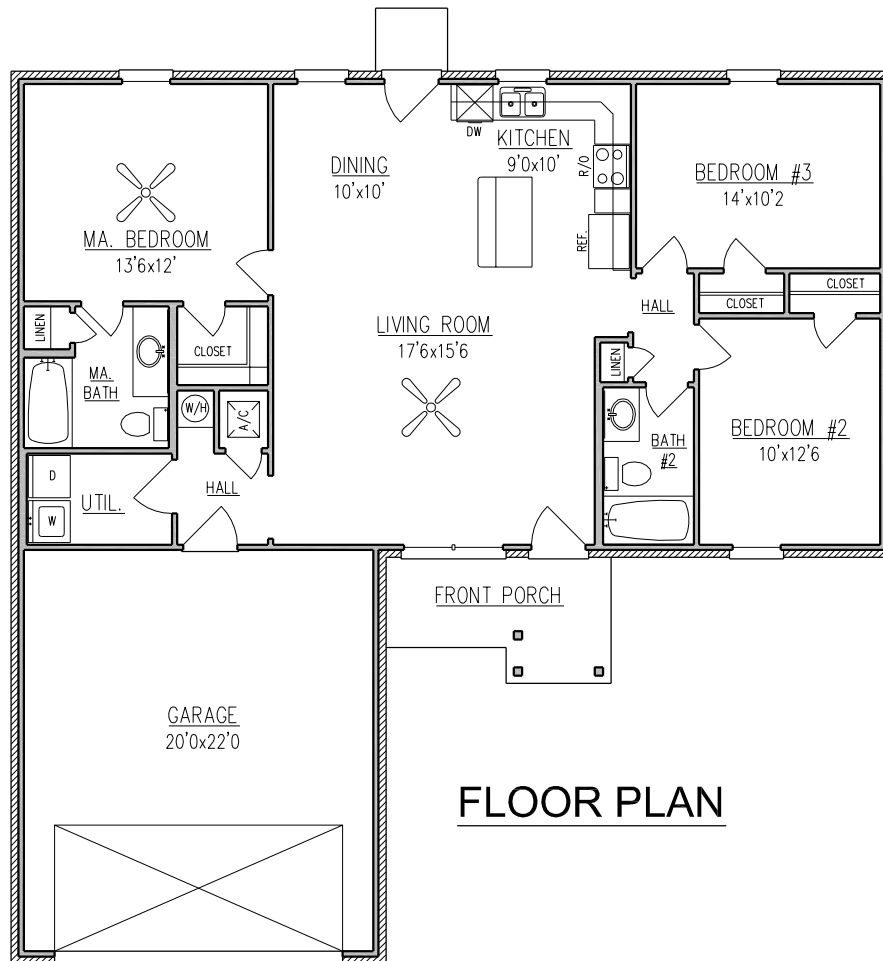 DW
KITCHEN
9'0x10'
R/O
REF.
DINING
10'x10'
BEDROOM #3
14'x10'2
MA. BEDROOM
13'6x12'
CLOSET
CLOSET
HALL
LINEN
CLOSET
LIVING ROOM
17'6x15'6
MA.
BATH
LINEN
W/H
A/C
BATH
#2
BEDROOM #2
10'x12'6
D
W
UTIL.
HALL
FRONT PORCH
GARAGE
20'0x22'0
FLOOR PLAN